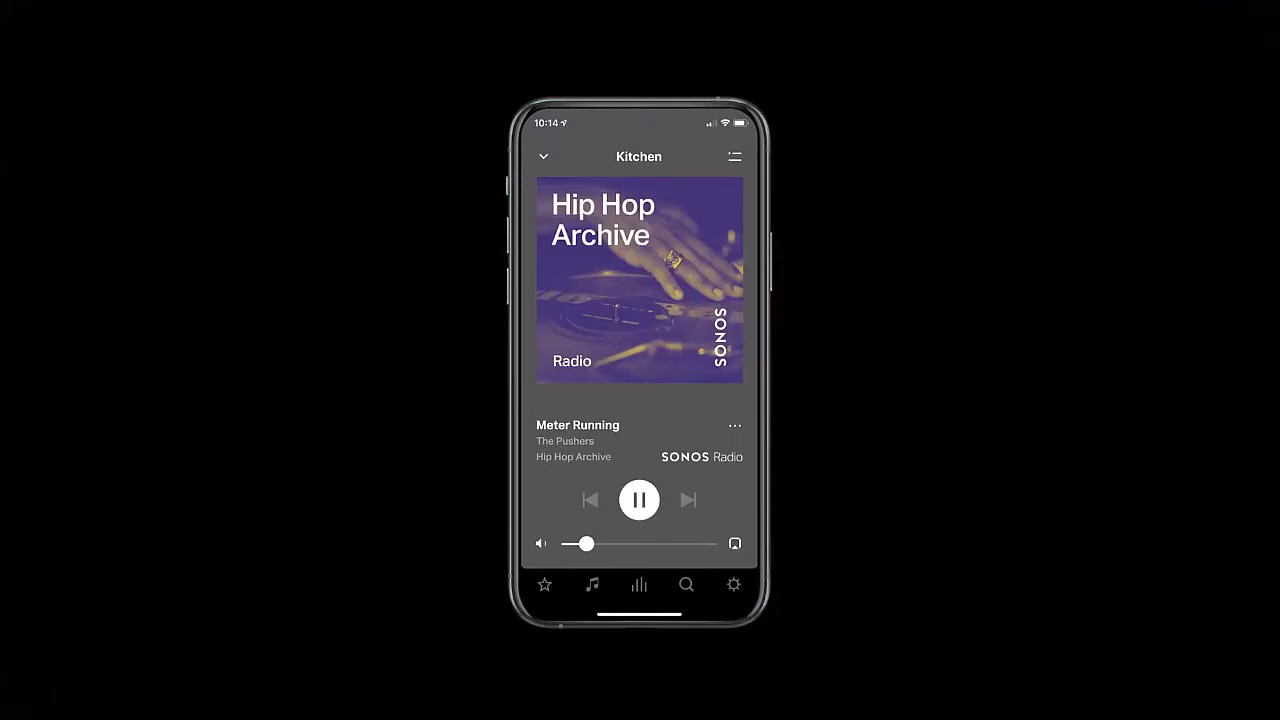 10:14
Kitchen
Hip Hop
Archive
SONOS
Radio
Meter Running
The Pushers
Hip Hop Archive
SONOS Radio